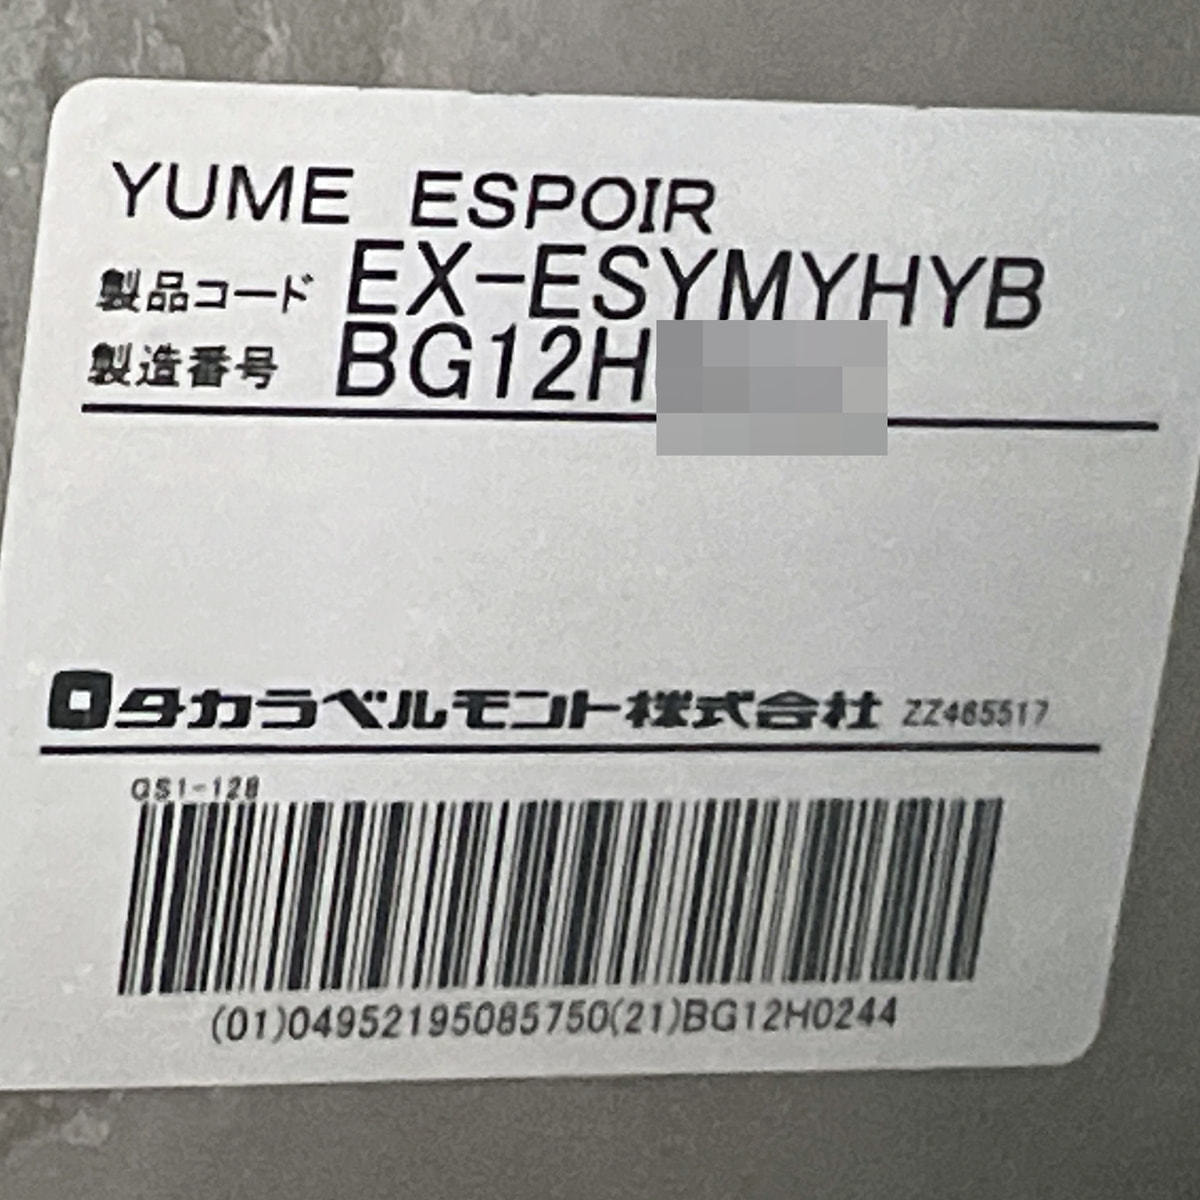 YUME ESPOIR
製品コード EX-ESYMYHYB
製造番号 BG12H
タカラベルモント株式会社 ZZ465517
GS1-128
(01)04952195085750(21)BG12H0244